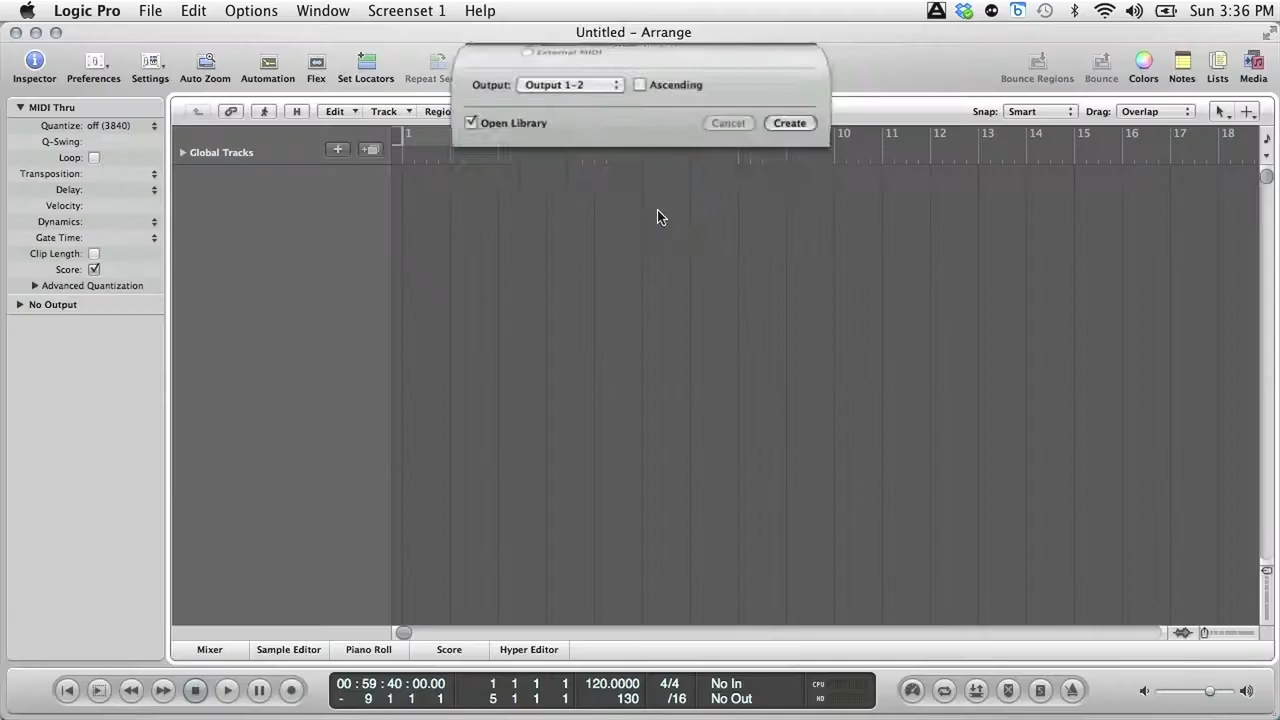 Logic Pro File Edit Options Window Screenset 1 Help Sun 3:36 PM
Untitled – Arrange
Inspector Preferences Settings Auto Zoom Automation Flex Set Locators Repeat Se Bounce Regions Bounce Colors Notes Lists Media
External MIDI
Output: Output 1-2 Ascending
Open Library Cancel Create
MIDI Thru
Edit Track Regio Snap: Smart Drag: Overlap
Quantize: off (3840)
Q-Swing:
Loop:
Transposition:
Delay:
Velocity:
Dynamics:
Gate Time:
Clip Length:
Score:
Advanced Quantization
No Output
H
1 10 11 12 13 14 15 16 17 18
Global Tracks
Mixer Sample Editor Piano Roll Score Hyper Editor
00 : 59 : 40 : 00.00 1 1 1 1 120.0000 4/4 No In CPU
- 9 1 1 1 5 1 1 1 130 /16 No Out HD